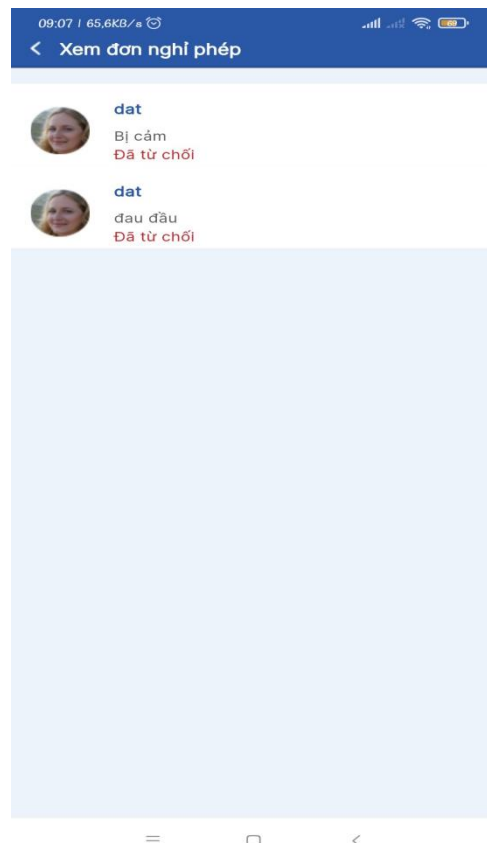 09:07 | 65,6KB/s
Xem đơn nghỉ phép
dat
Bị cảm
Đã từ chối
dat
đau đầu
Đã từ chối